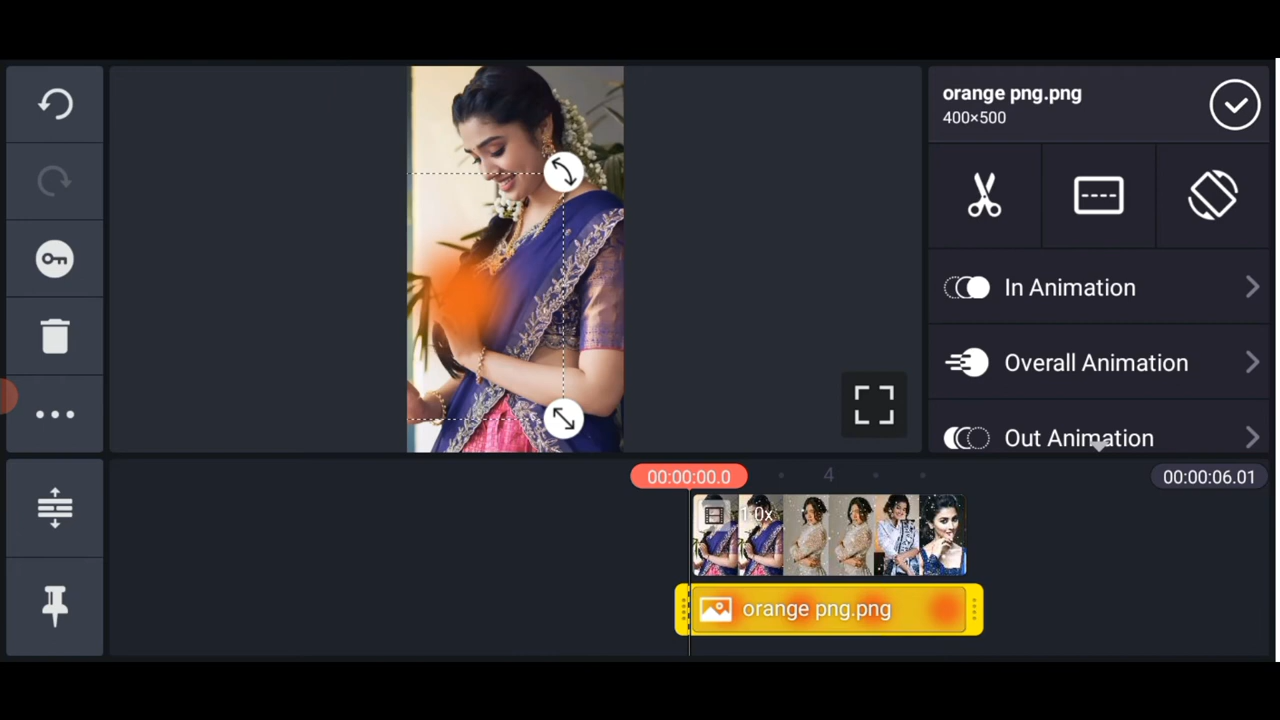 orange png.png
400×500
In Animation
Overall Animation
Out Animation
00:00:00.0
4
00:00:06.01
1.0x
orange png.png